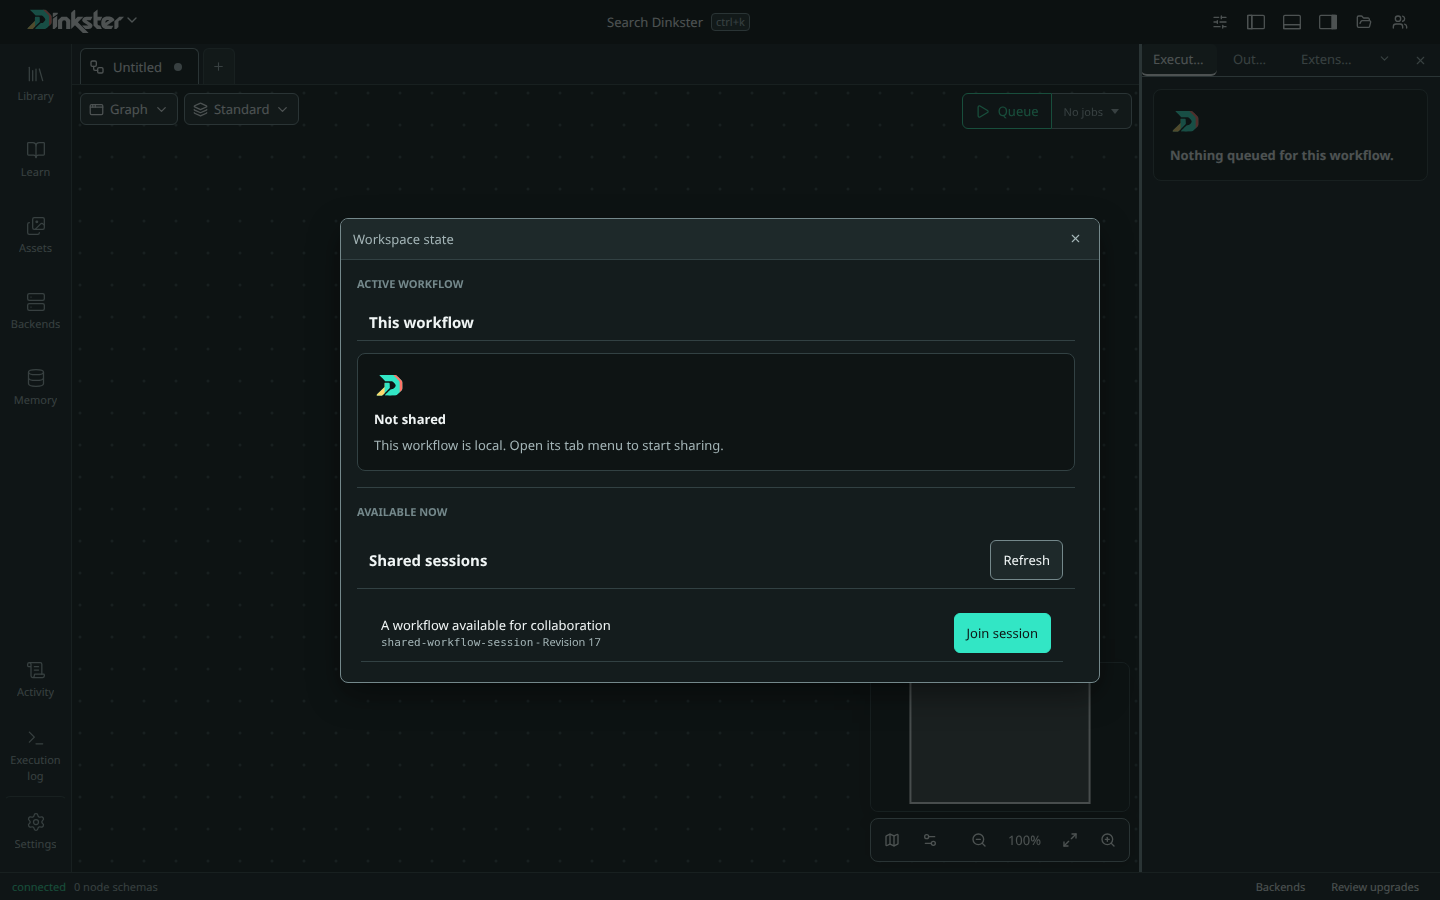 Dinkster
Search Dinkster ctrl+k
Untitled
+
Execut...
Out...
Extens...
Library
Learn
Assets
Backends
Memory
Graph
Standard
Queue
No jobs
Nothing queued for this workflow.
Workspace state
ACTIVE WORKFLOW
This workflow
Not shared
This workflow is local. Open its tab menu to start sharing.
AVAILABLE NOW
Shared sessions
Refresh
A workflow available for collaboration
shared-workflow-session - Revision 17
Join session
Activity
Execution
log
Settings
100%
connected
0 node schemas
Backends
Review upgrades